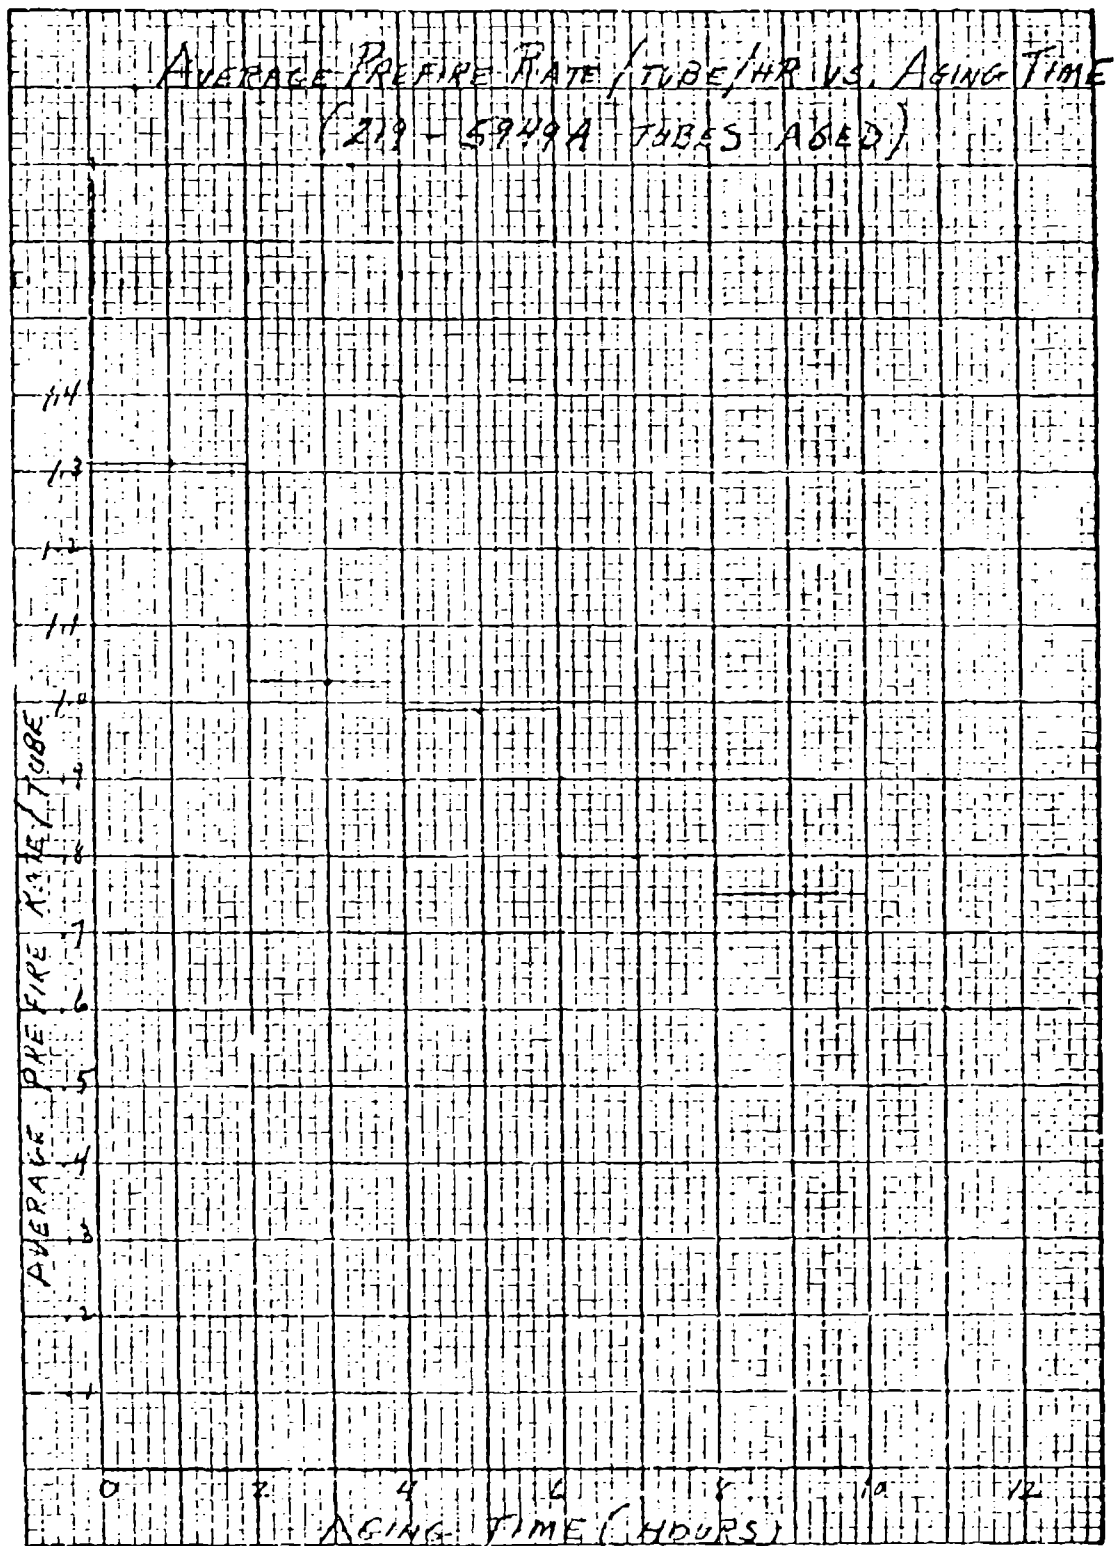 AVERAGE PREFIRE RATE/TUBE/HR VS. AGING TIME
(219 - 5949A TUBES AGED)
1.4
1.3
1.2
1.1
1.0
.9
.8
.7
.6
.5
.4
.3
.2
.1
AVERAGE PREFIRE RATE/TUBE
0 2 4 6 8 10 12
AGING TIME (HOURS)